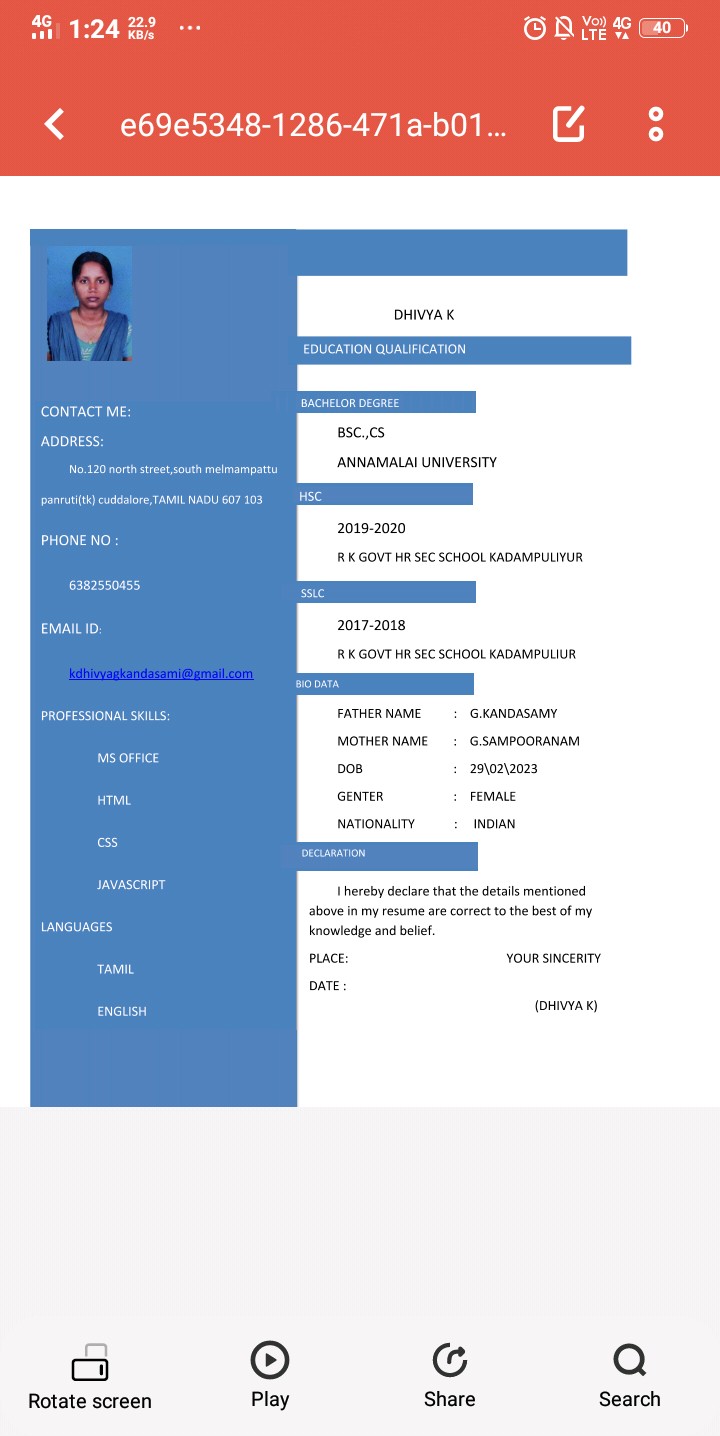 4G 1:24 22.9 KB/s ... Vo)) LTE 4G 40
e69e5348-1286-471a-b01...
DHIVYA K
EDUCATION QUALIFICATION
BACHELOR DEGREE
BSC.,CS
ANNAMALAI UNIVERSITY
HSC
2019-2020
R K GOVT HR SEC SCHOOL KADAMPULIYUR
SSLC
2017-2018
R K GOVT HR SEC SCHOOL KADAMPULIUR
BIO DATA
FATHER NAME : G.KANDASAMY
MOTHER NAME : G.SAMPOORANAM
DOB : 29\02\2023
GENTER : FEMALE
NATIONALITY : INDIAN
DECLARATION
I hereby declare that the details mentioned
above in my resume are correct to the best of my
knowledge and belief.
PLACE: YOUR SINCERITY
DATE :
(DHIVYA K)
CONTACT ME:
ADDRESS:
No.120 north street,south melmampattu
panruti(tk) cuddalore,TAMIL NADU 607 103
PHONE NO :
6382550455
EMAIL ID:
kdhivyagkandasami@gmail.com
PROFESSIONAL SKILLS:
MS OFFICE
HTML
CSS
JAVASCRIPT
LANGUAGES
TAMIL
ENGLISH
Rotate screen
Play
Share
Search